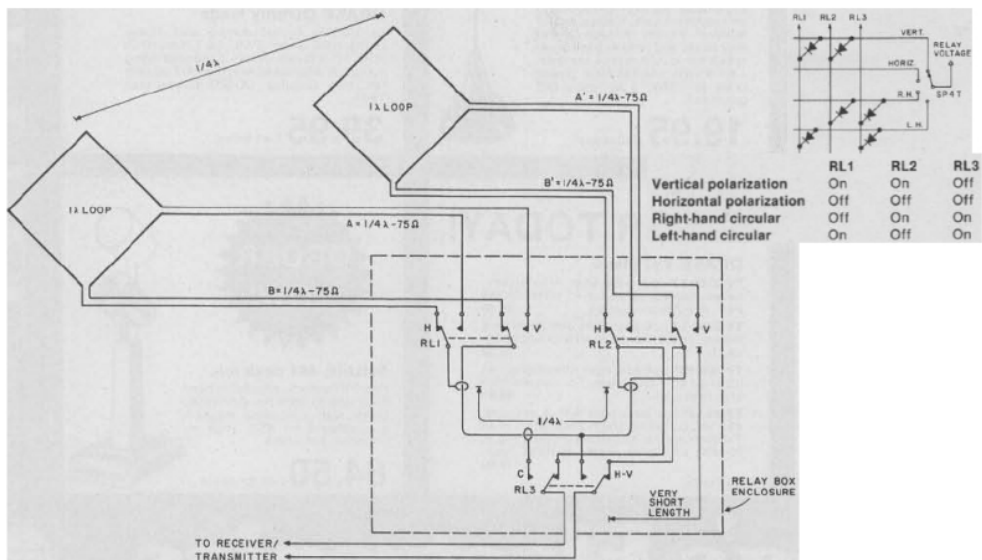 1/4λ
1λ LOOP
1λ LOOP
A' = 1/4λ-75Ω
B' = 1/4λ-75Ω
A = 1/4λ-75Ω
B = 1/4λ-75Ω
RL1 RL2 RL3
VERT.
HORIZ.
R.H.
L.H.
RELAY
VOLTAGE
SP4T
RL1 RL2 RL3
Vertical polarization On On Off
Horizontal polarization Off Off Off
Right-hand circular Off On On
Left-hand circular On Off On
H V
RL1
H V
RL2
1/4λ
C H-V
RL3
VERY
SHORT
LENGTH
RELAY BOX
ENCLOSURE
TO RECEIVER/
TRANSMITTER